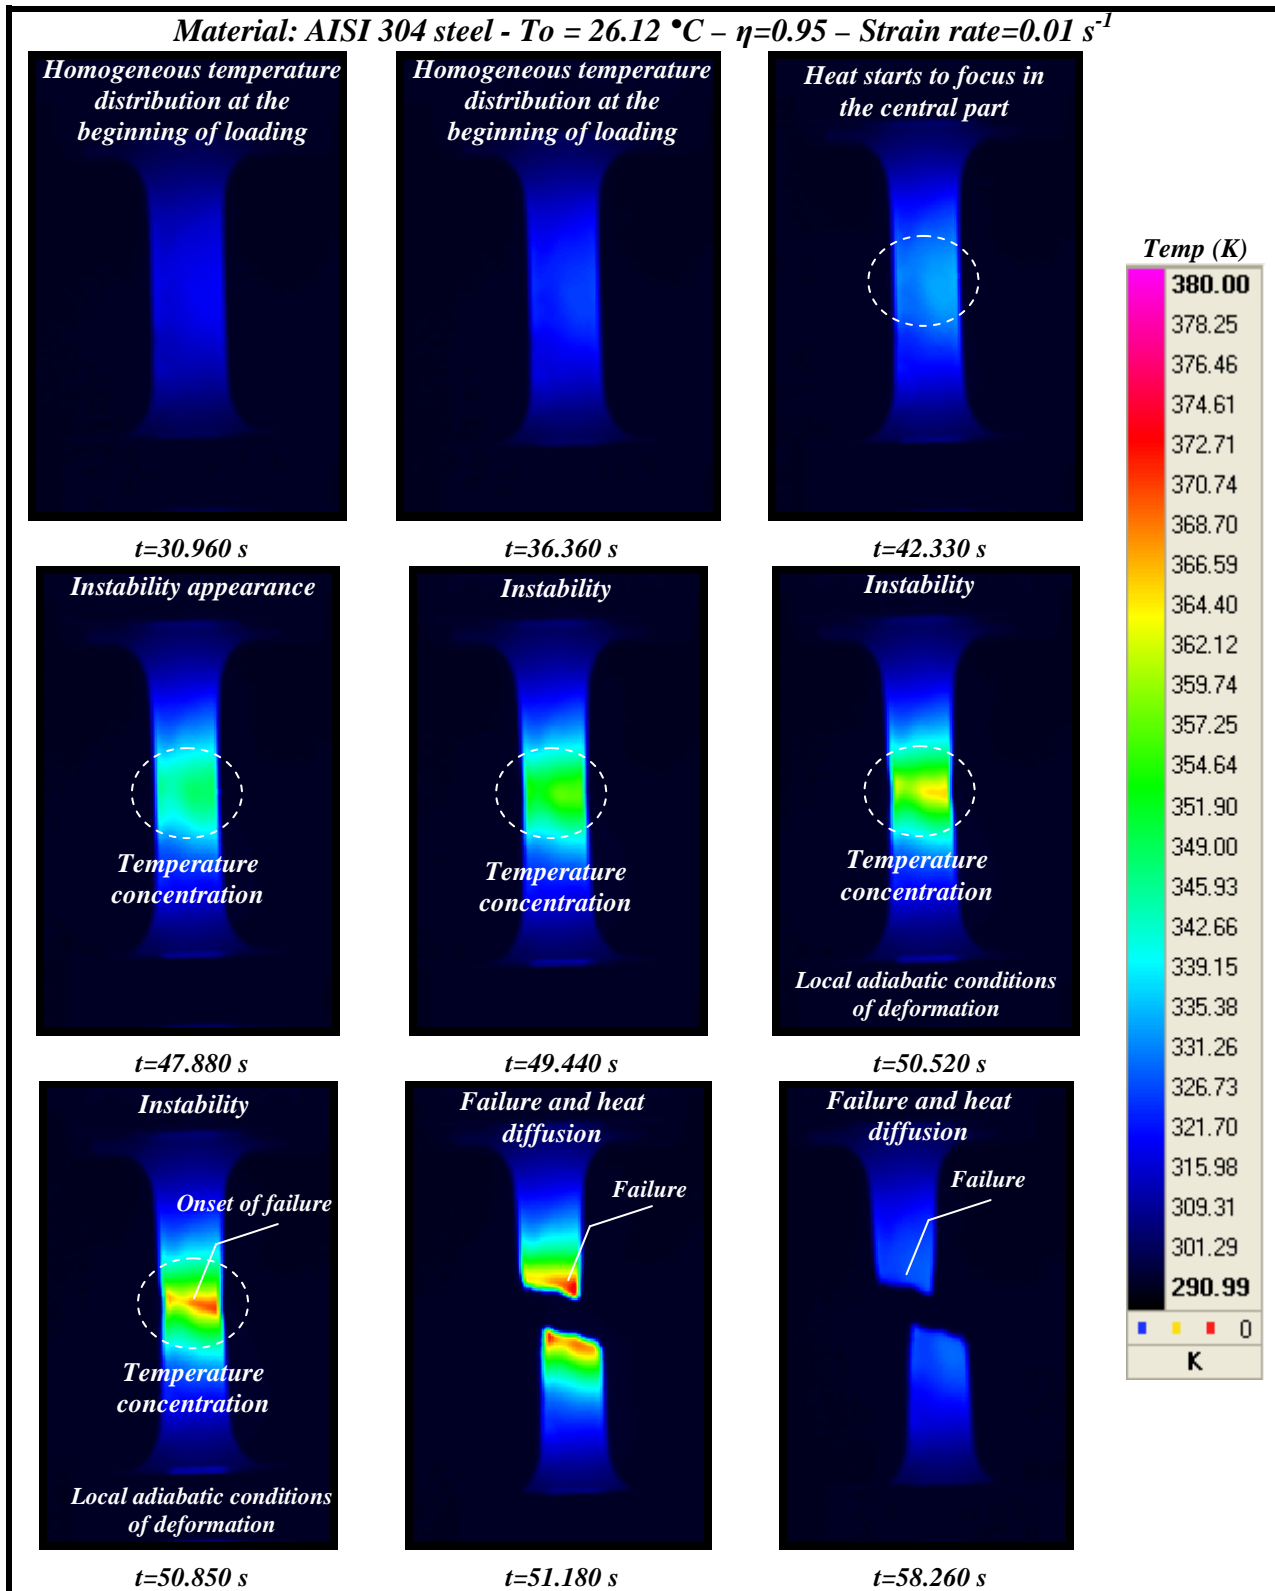 Material: AISI 304 steel - To = 26.12 °C – η=0.95 – Strain rate=0.01 s⁻¹
Homogeneous temperature
distribution at the
beginning of loading
t=30.960 s
Homogeneous temperature
distribution at the
beginning of loading
t=36.360 s
Heat starts to focus in
the central part
t=42.330 s
Instability appearance
Temperature
concentration
t=47.880 s
Instability
Temperature
concentration
t=49.440 s
Instability
Temperature
concentration
Local adiabatic conditions
of deformation
t=50.520 s
Instability
Onset of failure
Temperature
concentration
Local adiabatic conditions
of deformation
t=50.850 s
Failure and heat
diffusion
Failure
t=51.180 s
Failure and heat
diffusion
Failure
t=58.260 s
Temp (K)
380.00
378.25
376.46
374.61
372.71
370.74
368.70
366.59
364.40
362.12
359.74
357.25
354.64
351.90
349.00
345.93
342.66
339.15
335.38
331.26
326.73
321.70
315.98
309.31
301.29
290.99
0
K